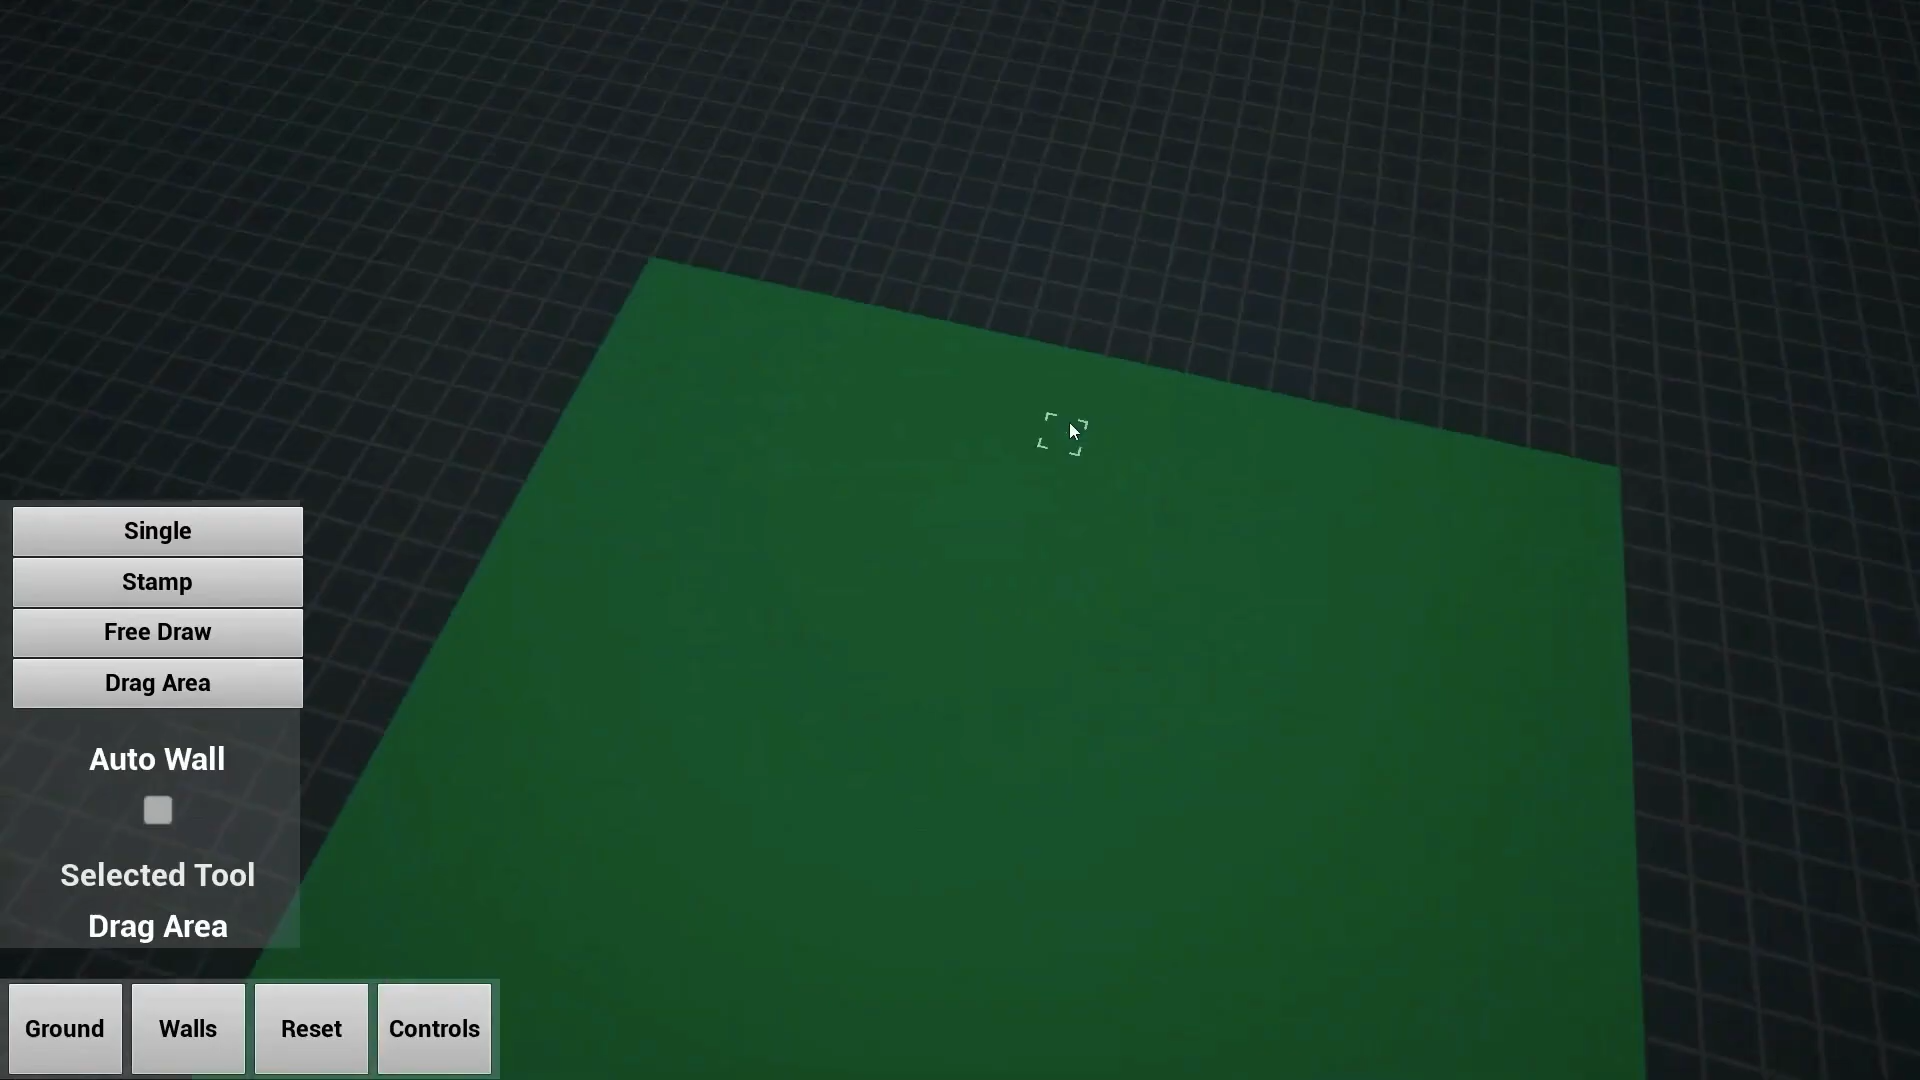 Single
Stamp
Free Draw
Drag Area
Auto Wall
Selected Tool
Drag Area
Ground Walls Reset Controls